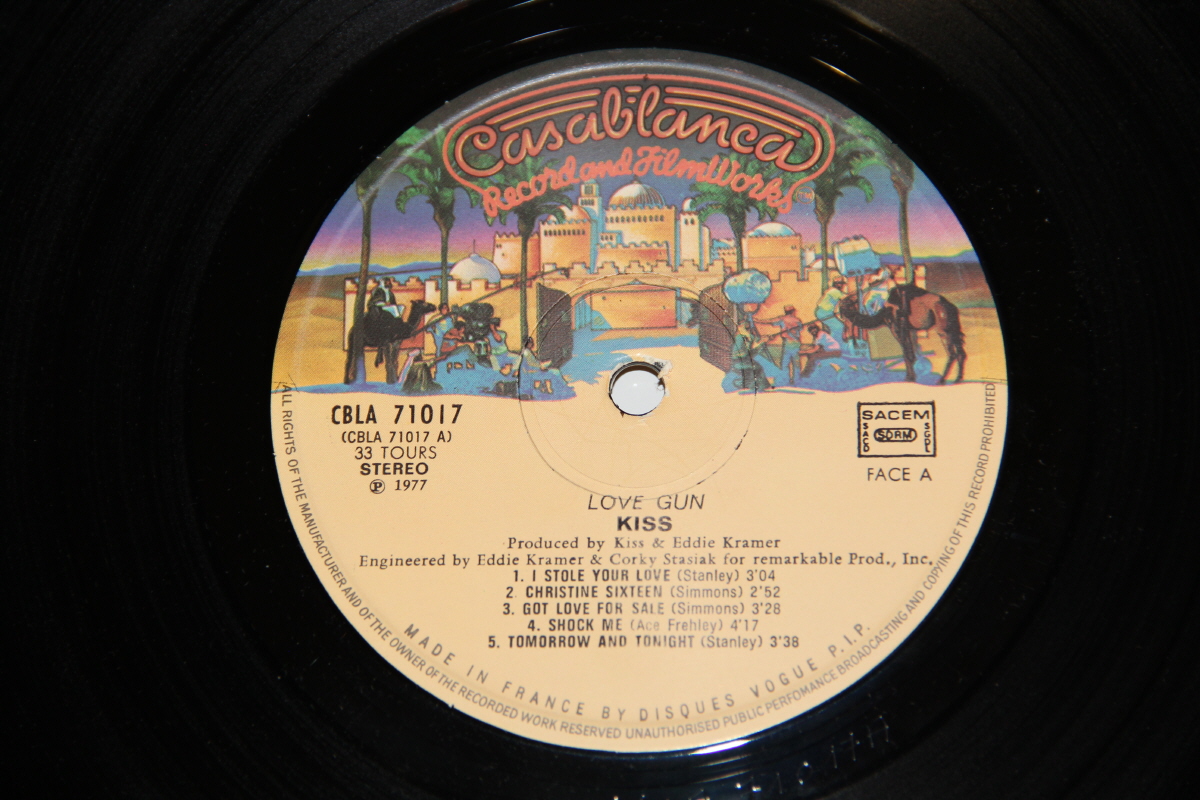 Casablanca
Record and FilmWorks
(TM)
CBLA 71017
(CBLA 71017 A)
33 TOURS
STEREO
Ⓟ 1977
SACEM
SACD
SDRM
SGDL
FACE A
LOVE GUN
KISS
Produced by Kiss & Eddie Kramer
Engineered by Eddie Kramer & Corky Stasiak for remarkable Prod., Inc.
1. I STOLE YOUR LOVE (Stanley) 3'04
2. CHRISTINE SIXTEEN (Simmons) 2'52
3. GOT LOVE FOR SALE (Simmons) 3'28
4. SHOCK ME (Ace Frehley) 4'17
5. TOMORROW AND TONIGHT (Stanley) 3'38
MADE IN FRANCE BY DISQUES VOGUE P.I.P.
ALL RIGHTS OF THE MANUFACTURER AND OF THE OWNER OF THE RECORDED WORK RESERVED UNAUTHORISED PUBLIC PERFOMANCE BROADCASTING AND COPYING OF THIS RECORD PROHIBITED